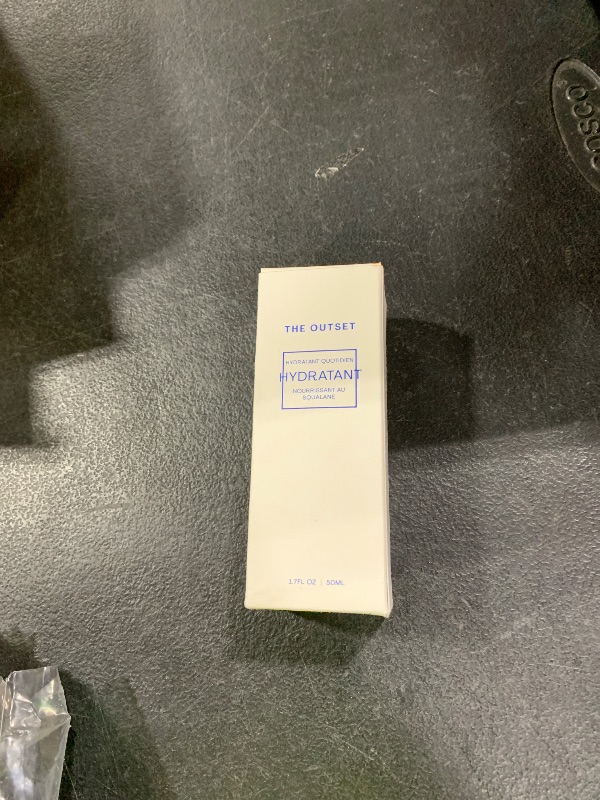 THE OUTSET
HYDRATANT QUOTIDIEN
HYDRATANT
NOURRISSANT AU
SQUALANE
1.7FL OZ | 50ML